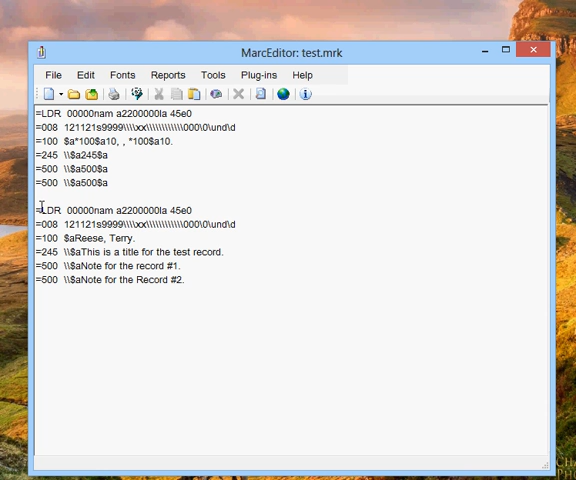 MarcEditor: test.mrk
File Edit Fonts Reports Tools Plug-ins Help
=LDR 00000nam a2200000Ia 45e0
=008 121121s9999\\\\xx\\\\\\\\\\\\000\0\und\d
=100 $a*100$a10, , *100$a10.
=245 \\$a245$a
=500 \\$a500$a
=500 \\$a500$a
=LDR 00000nam a2200000Ia 45e0
=008 121121s9999\\\\xx\\\\\\\\\\\\000\0\und\d
=100 $aReese, Terry.
=245 \\$aThis is a title for the test record.
=500 \\$aNote for the record #1.
=500 \\$aNote for the Record #2.